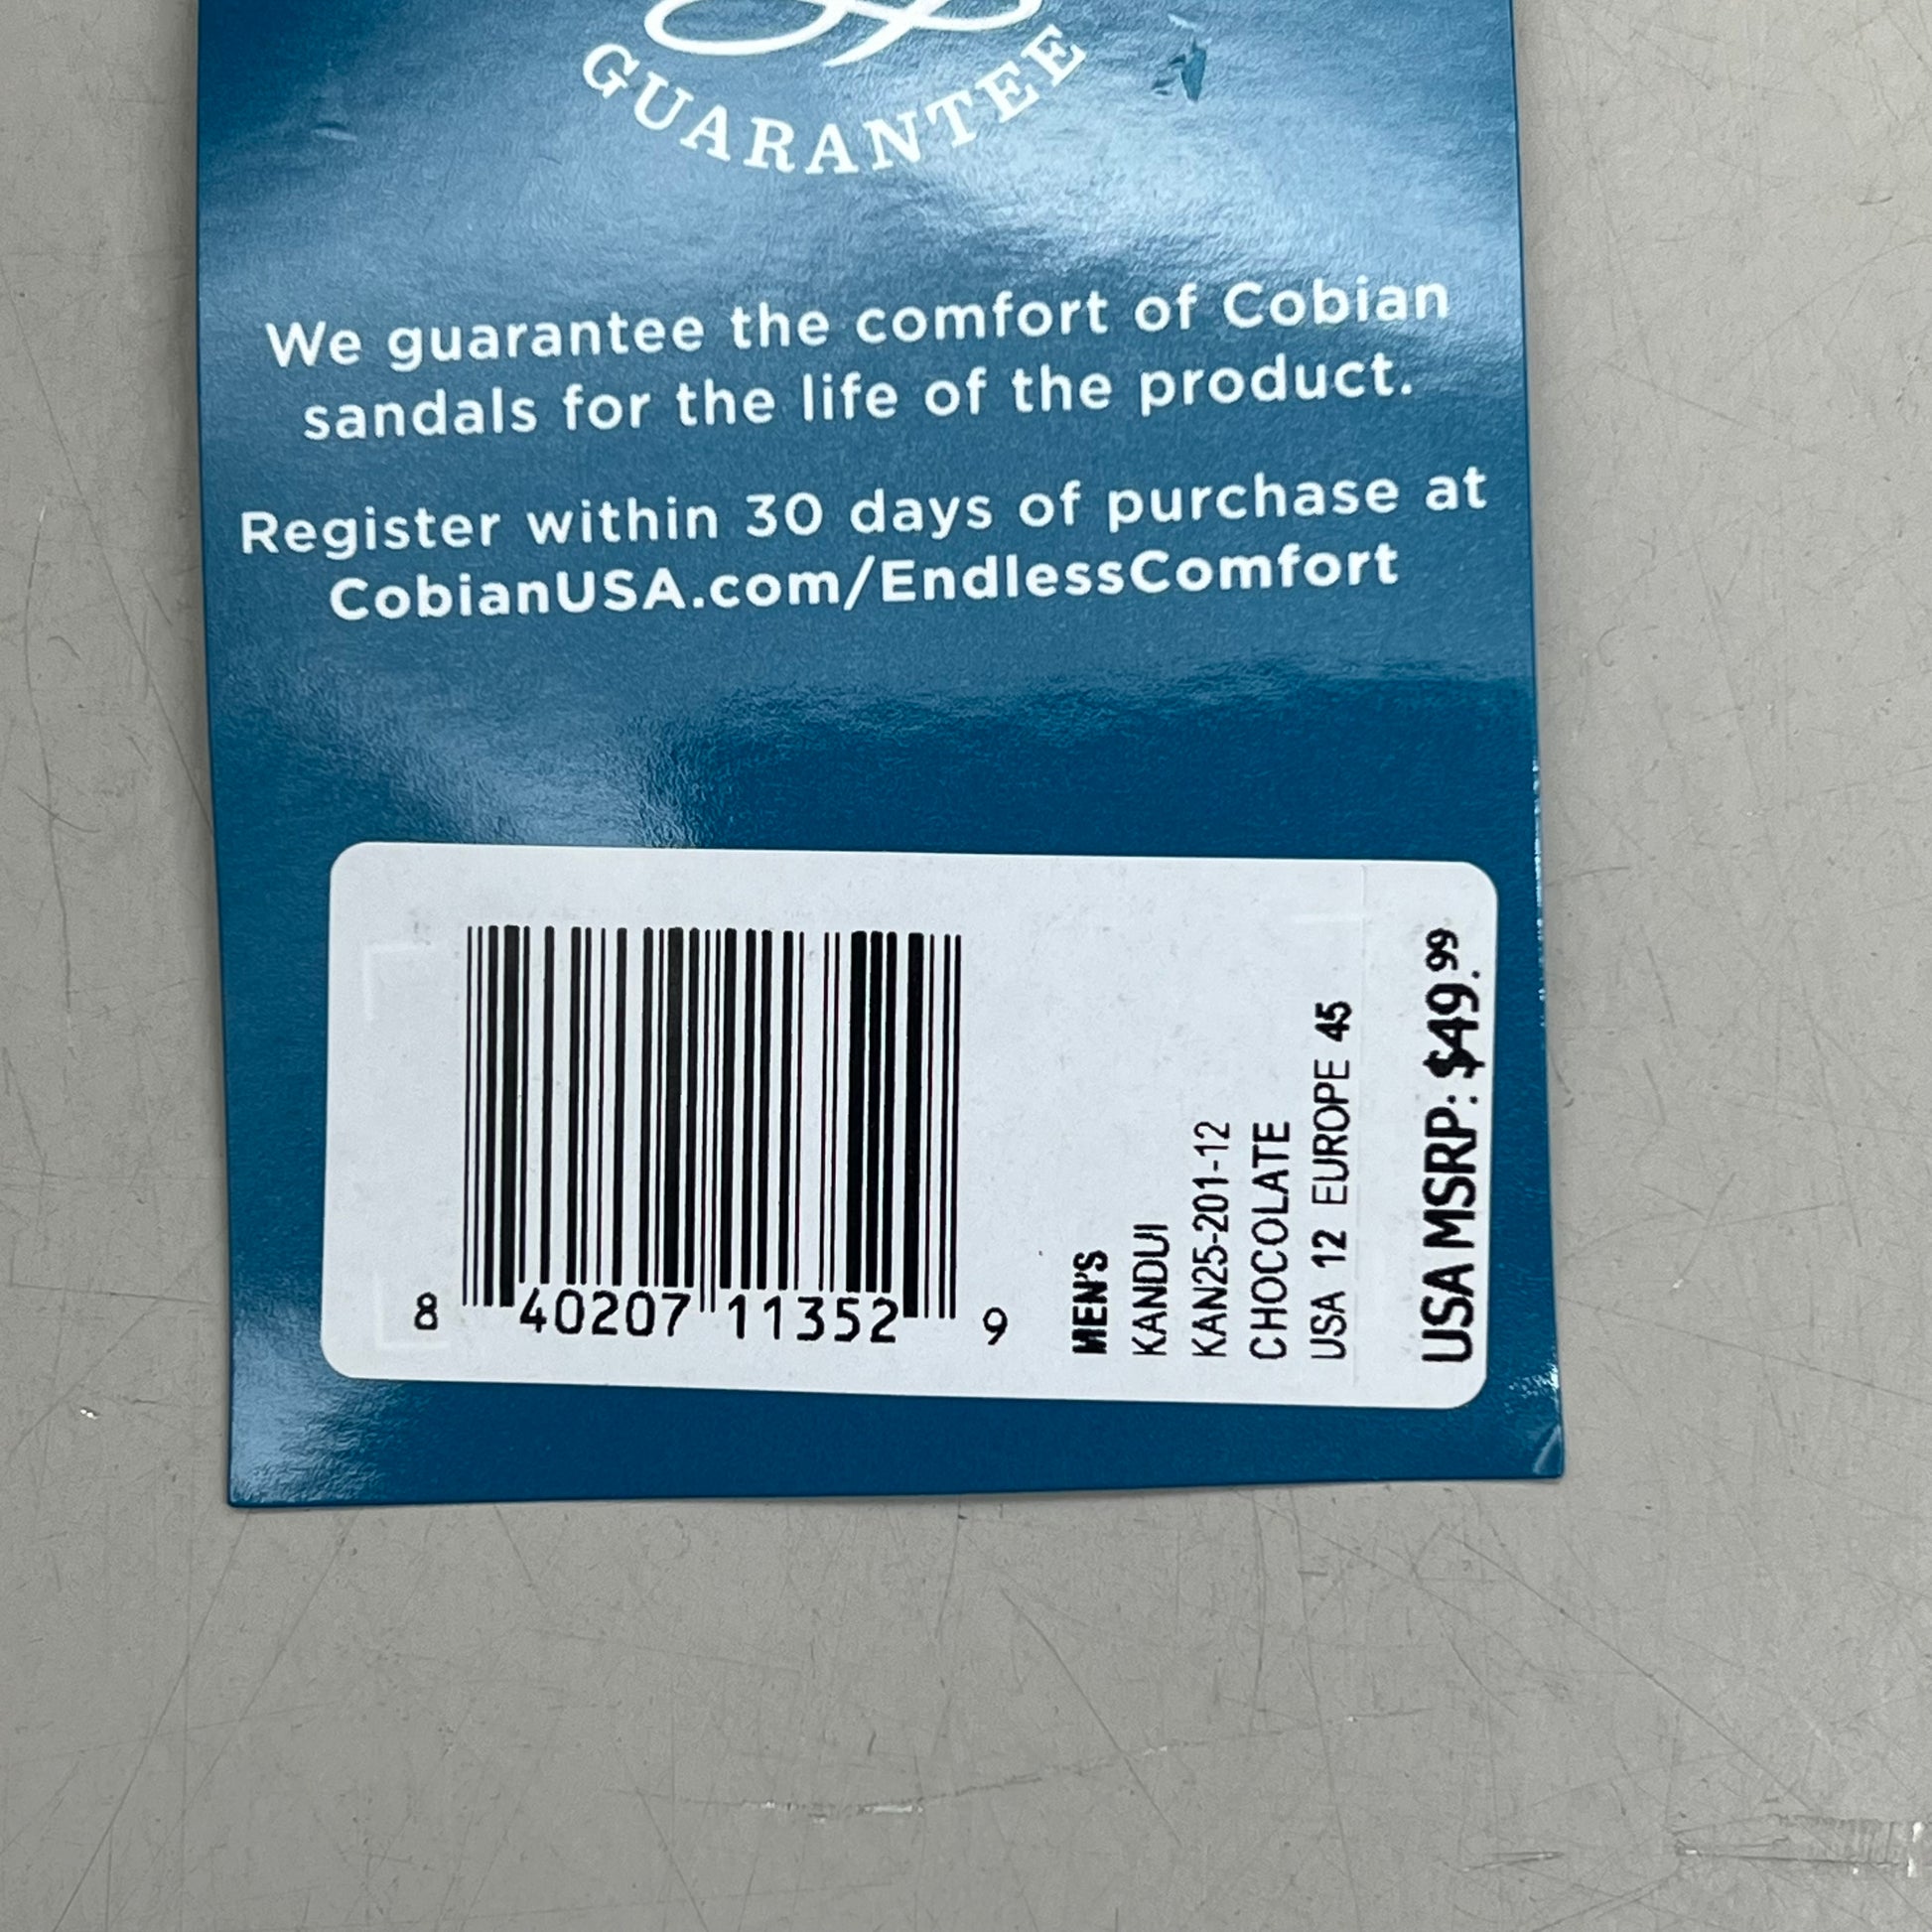 GUARANTEE
We guarantee the comfort of Cobian
sandals for the life of the product.
Register within 30 days of purchase at
CobianUSA.com/EndlessComfort
8 40207 11352 9
MEN'S
KANDUI
KAN25-201-12
CHOCOLATE
USA 12 EUROPE 45
USA MSRP: $49.99